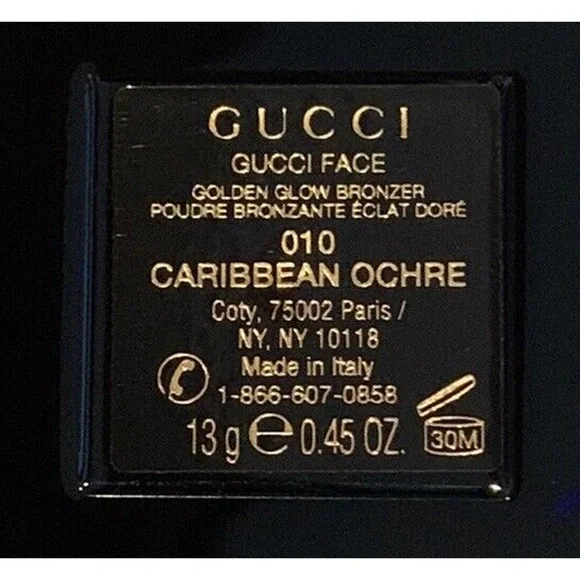 GUCCI
GUCCI FACE
GOLDEN GLOW BRONZER
POUDRE BRONZANTE ÉCLAT DORÉ
010
CARIBBEAN OCHRE
Coty, 75002 Paris /
NY, NY 10118
Made in Italy
1-866-607-0858
13 g ℮ 0.45 OZ.
30M